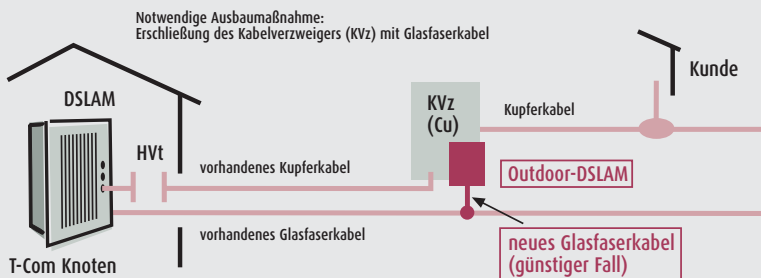 Notwendige Ausbaumaßnahme:
Erschließung des Kabelverzweigers (KVz) mit Glasfaserkabel
DSLAM
HVt
T-Com Knoten
vorhandenes Kupferkabel
vorhandenes Glasfaserkabel
KVz
(Cu)
Kupferkabel
Kunde
Outdoor-DSLAM
neues Glasfaserkabel
(günstiger Fall)